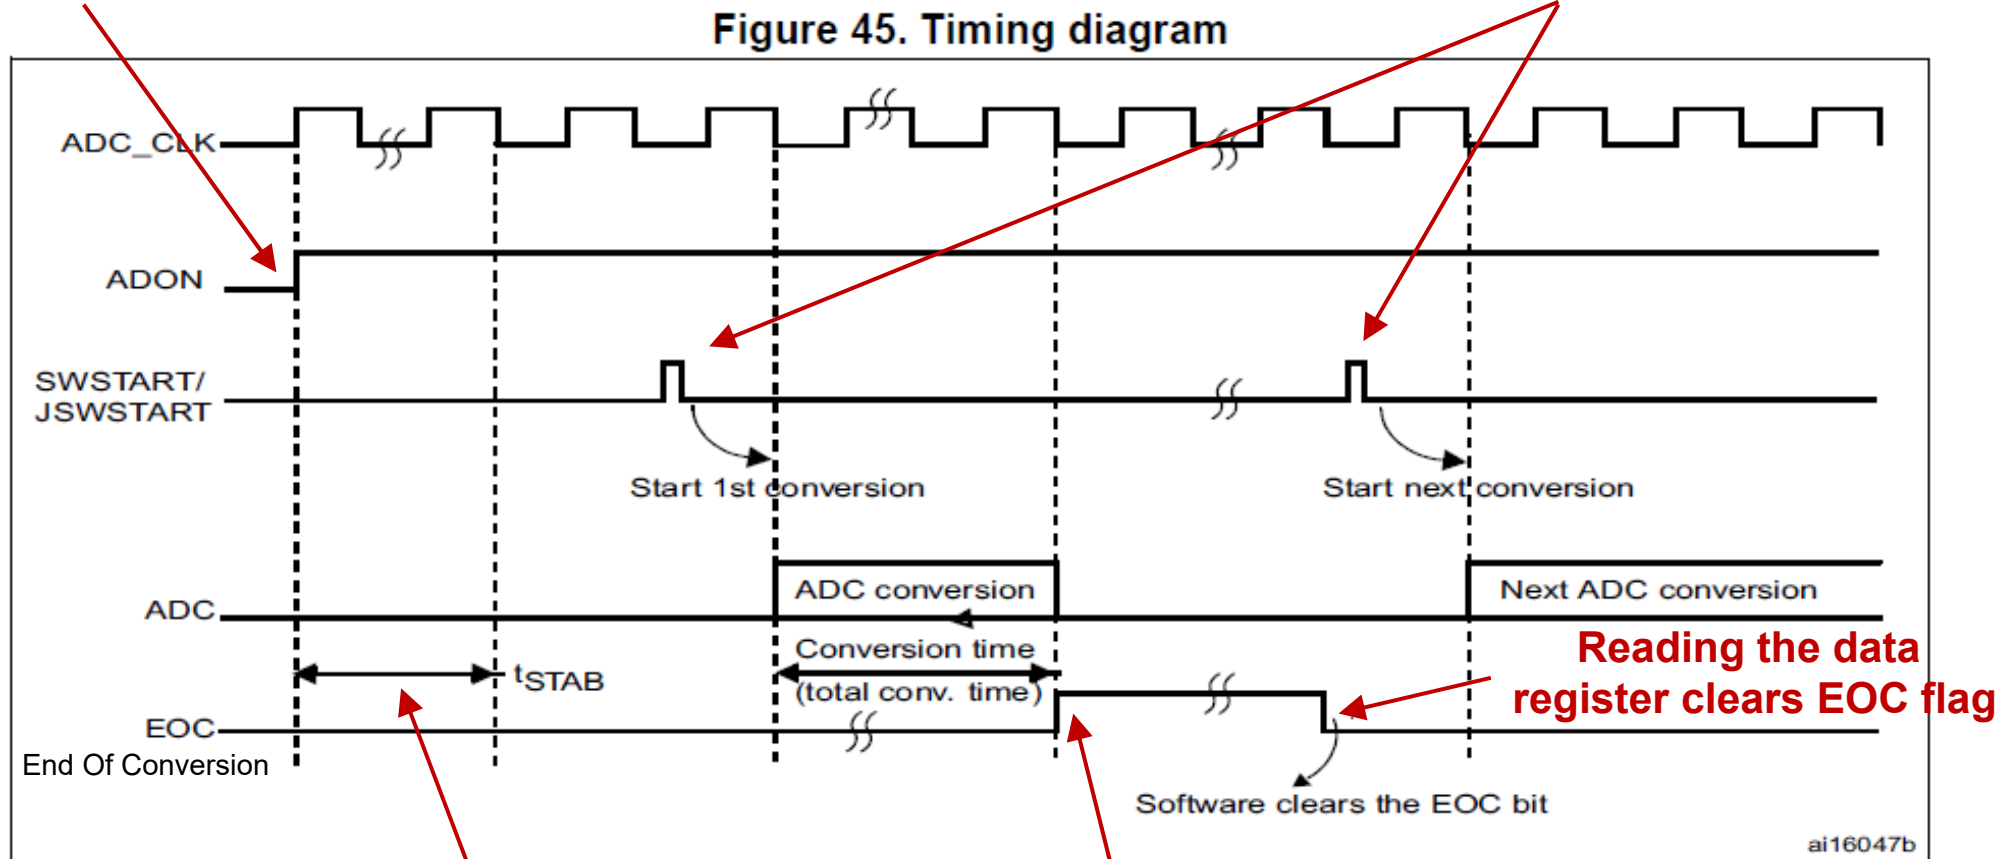 Figure 45. Timing diagram
ADC_CLK
ADON
SWSTART/
JSWSTART
Start 1st conversion
Start next conversion
ADC conversion
Next ADC conversion
ADC
Conversion time
(total conv. time)
tSTAB
Reading the data
register clears EOC flag
EOC
End Of Conversion
Software clears the EOC bit
ai16047b